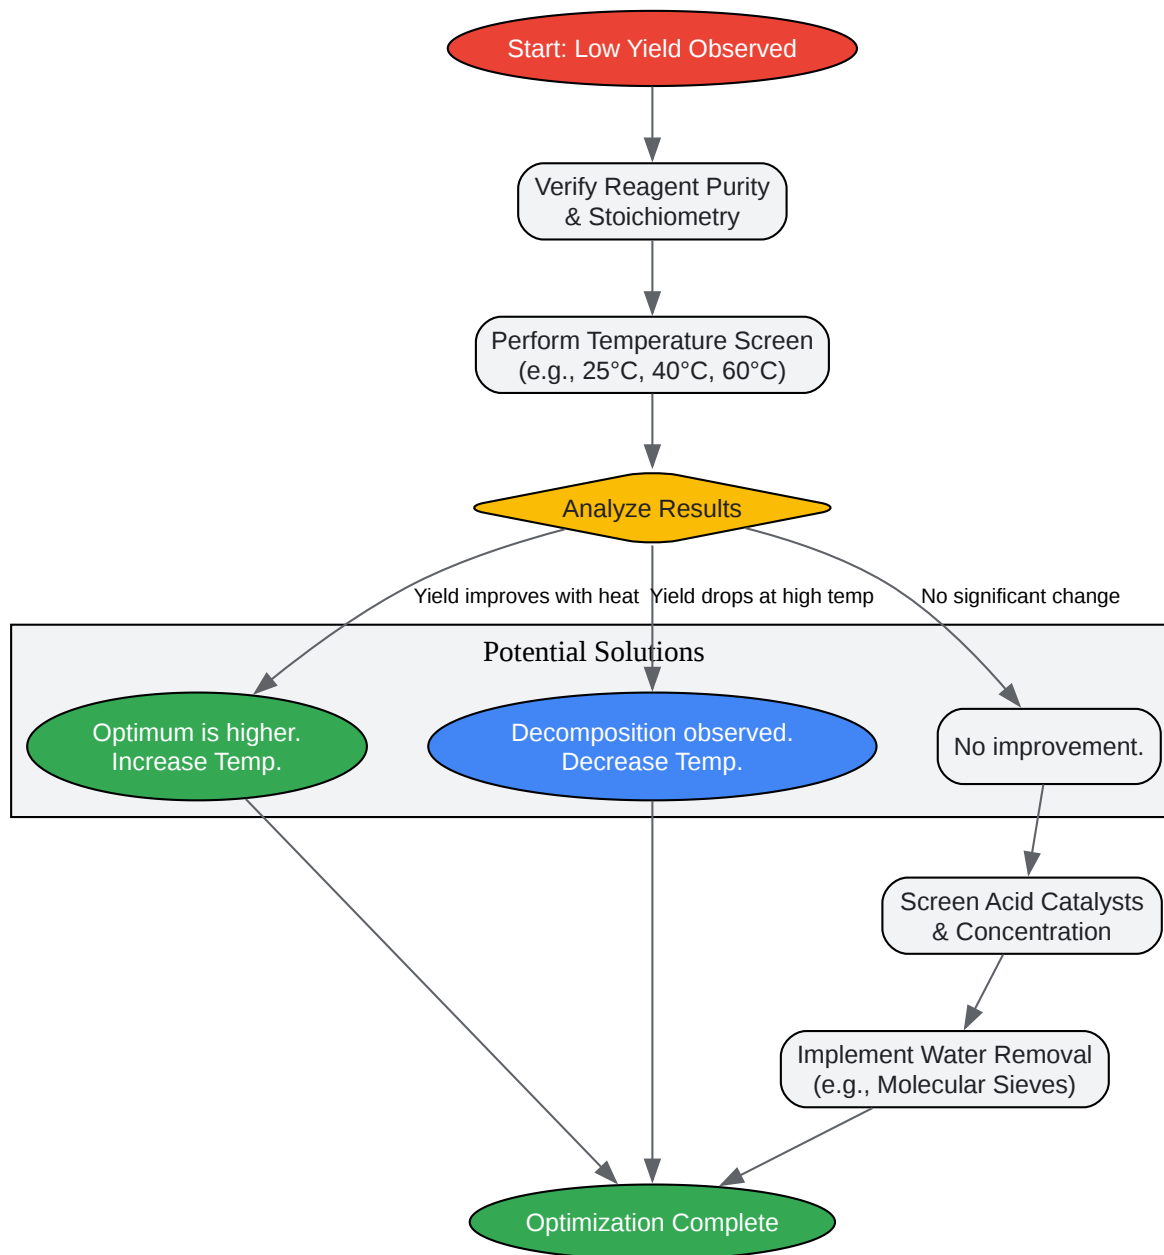 Start: Low Yield Observed
Verify Reagent Purity
& Stoichiometry
Perform Temperature Screen
(e.g., 25°C, 40°C, 60°C)
Analyze Results
Yield improves with heat
Yield drops at high temp
No significant change
Potential Solutions
Optimum is higher.
Increase Temp.
Decomposition observed.
Decrease Temp.
No improvement.
Screen Acid Catalysts
& Concentration
Implement Water Removal
(e.g., Molecular Sieves)
Optimization Complete